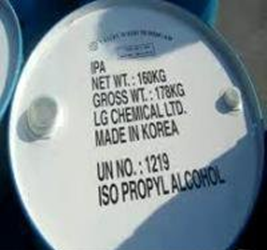 IPA
NET WT. : 160KG
GROSS WT. : 178KG
LG CHEMICAL LTD.
MADE IN KOREA
UN NO. : 1219
ISO PROPYL ALCOHOL